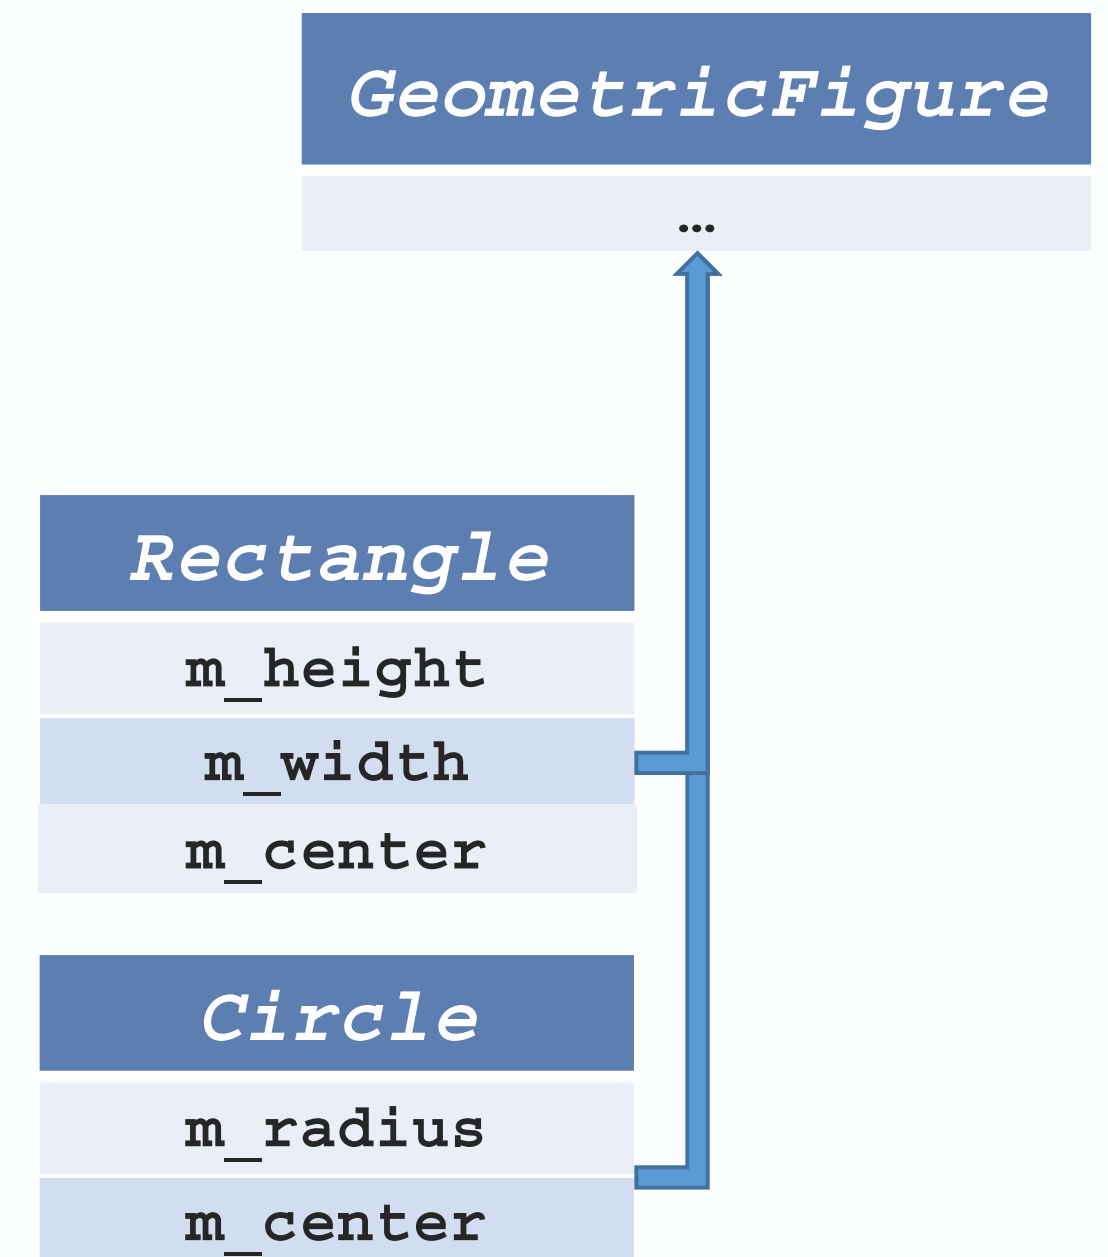 GeometricFigure
…
Rectangle
m_height
m_width
m_center
Circle
m_radius
m_center